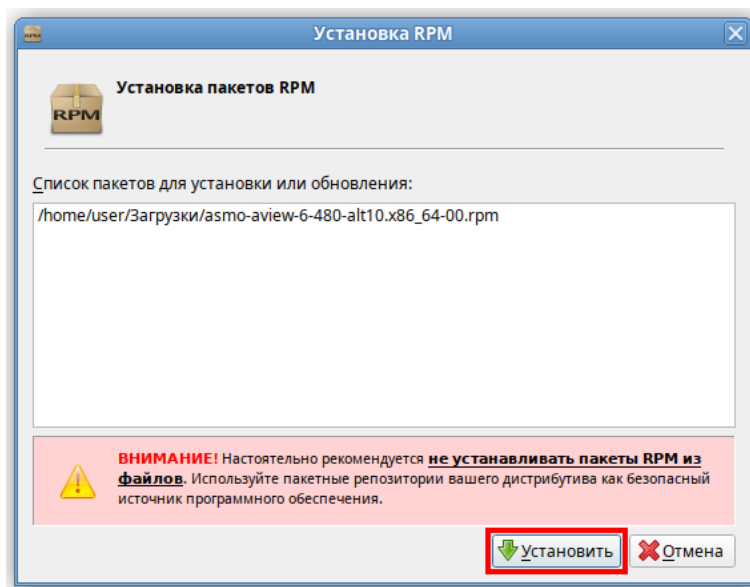 Установка RPM
RPM
Установка пакетов RPM
RPM
Список пакетов для установки или обновления:
/home/user/Загрузки/asmo-aview-6-480-alt10.x86_64-00.rpm
ВНИМАНИЕ! Настоятельно рекомендуется не устанавливать пакеты RPM из
файлов. Используйте пакетные репозитории вашего дистрибутива как безопасный
источник программного обеспечения.
Установить
Отмена